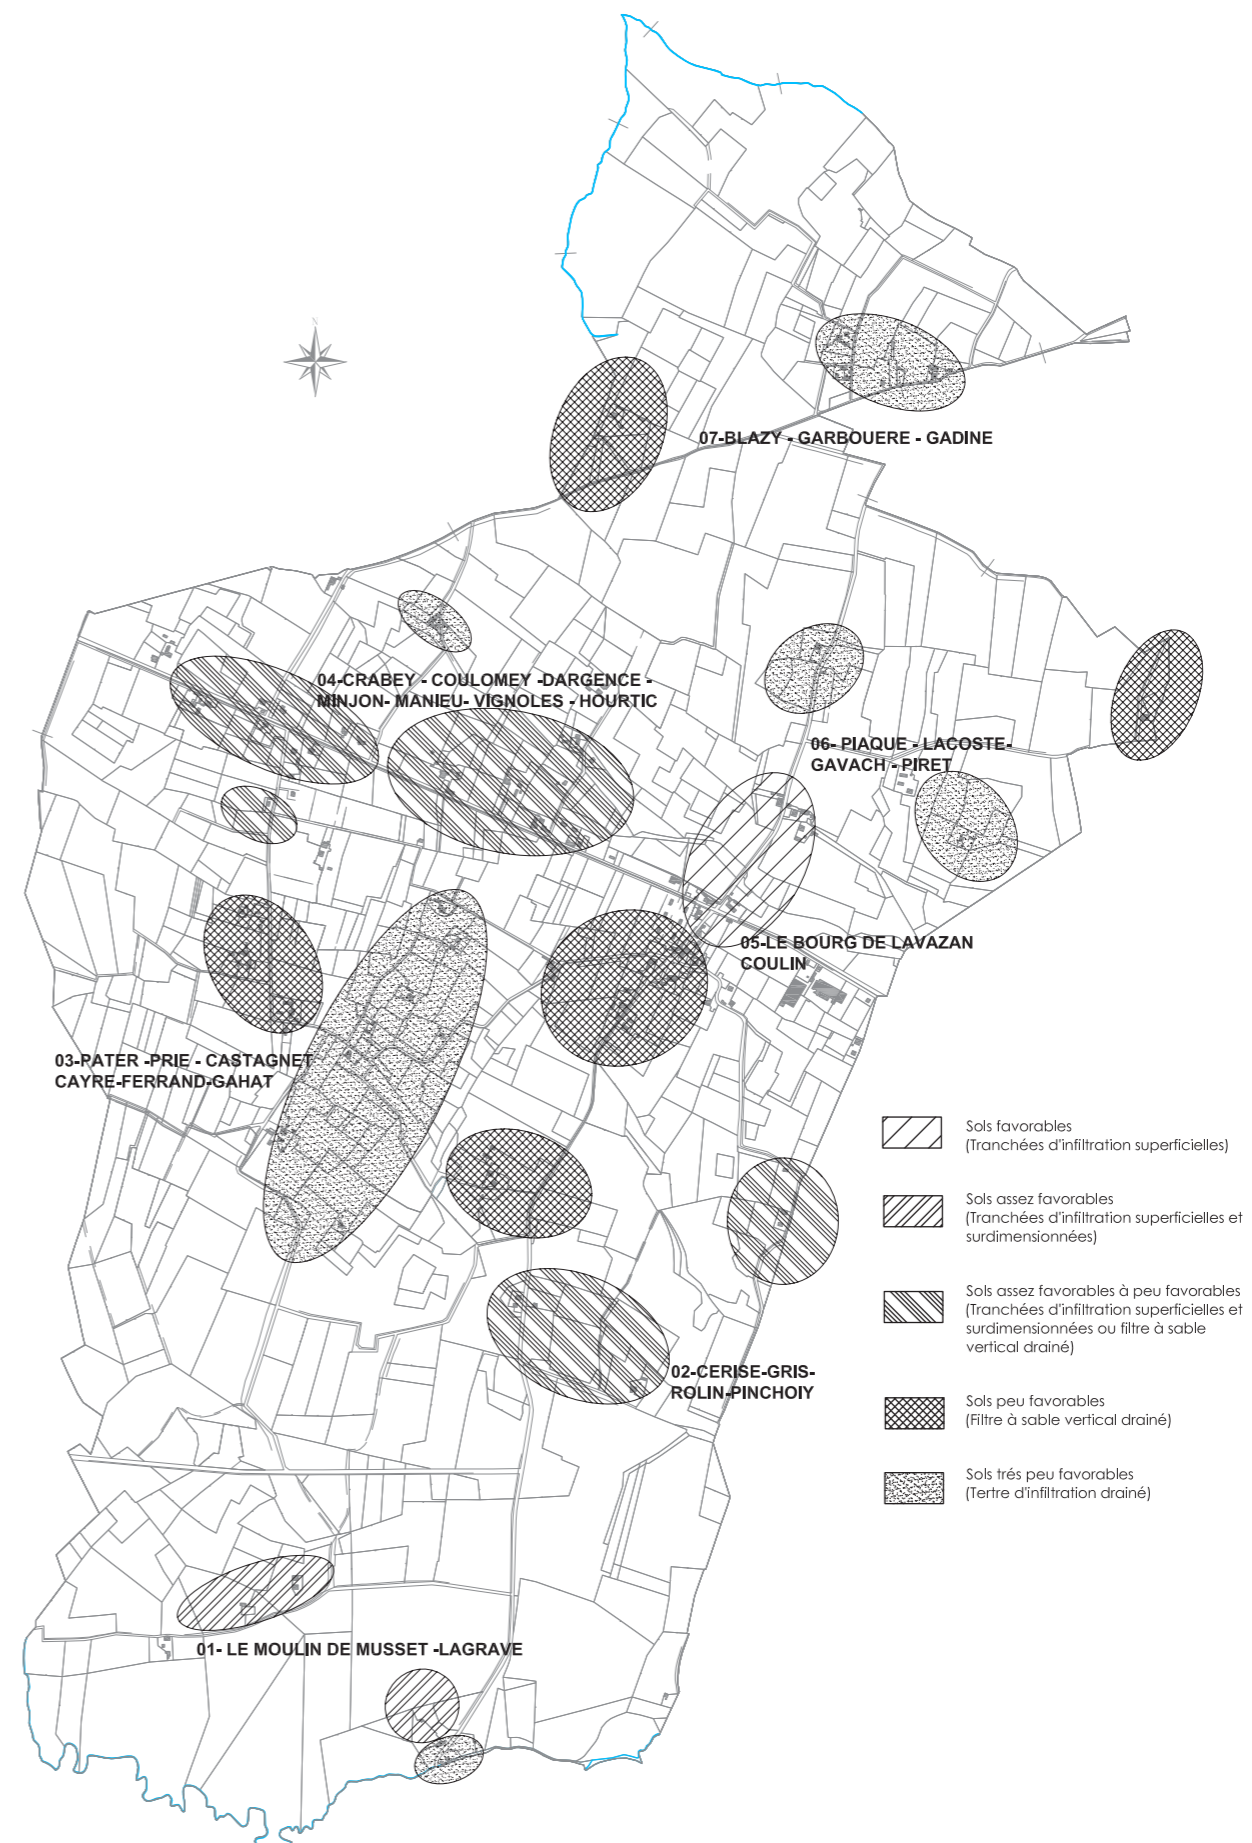 N
07-BLAZY - GARBOUERE - GADINE
04-CRABEY - COULOMEY -DARGENCE -
MINJON- MANIEU- VIGNOLES - HOURTIC
06- PIAQUE - LACOSTE-
GAVACH - PIRET
05-LE BOURG DE LAVAZAN
COULIN
03-PATER -PRIE - CASTAGNET
CAYRE-FERRAND-GAHAT
02-CERISE-GRIS-
ROLIN-PINCHOIY
01- LE MOULIN DE MUSSET -LAGRAVE
Sols favorables
(Tranchées d'infiltration superficielles)
Sols assez favorables
(Tranchées d'infiltration superficielles et
surdimensionnées)
Sols assez favorables à peu favorables
(Tranchées d'infiltration superficielles et
surdimensionnées ou filtre à sable
vertical drainé)
Sols peu favorables
(Filtre à sable vertical drainé)
Sols trés peu favorables
(Tertre d'infiltration drainé)